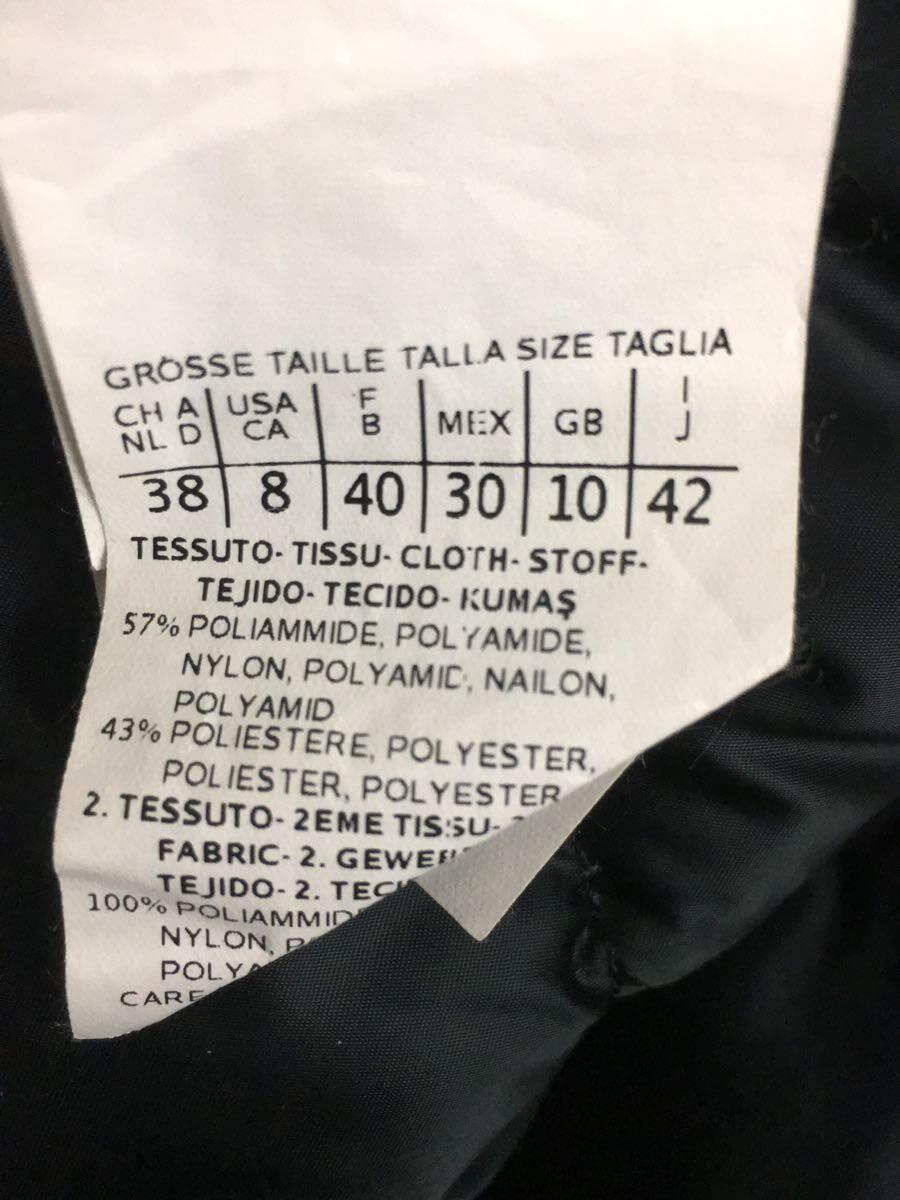 GRÖSSE TAILLE TALLA SIZE TAGLIA
CH A USA F MEX GB I
NL D CA B J
38 8 40 30 10 42
TESSUTO- TISSU- CLOTH- STOFF-
TEJIDO- TECIDO- KUMAŞ
57% POLIAMMIDE, POLYAMIDE,
NYLON, POLYAMID, NAILON,
POLYAMID
43% POLIESTERE, POLYESTER,
POLIESTER, POLYESTER
2. TESSUTO- 2EME TISSU-
FABRIC- 2.
TEJIDO- 2.
100%
NYLON,
CARE